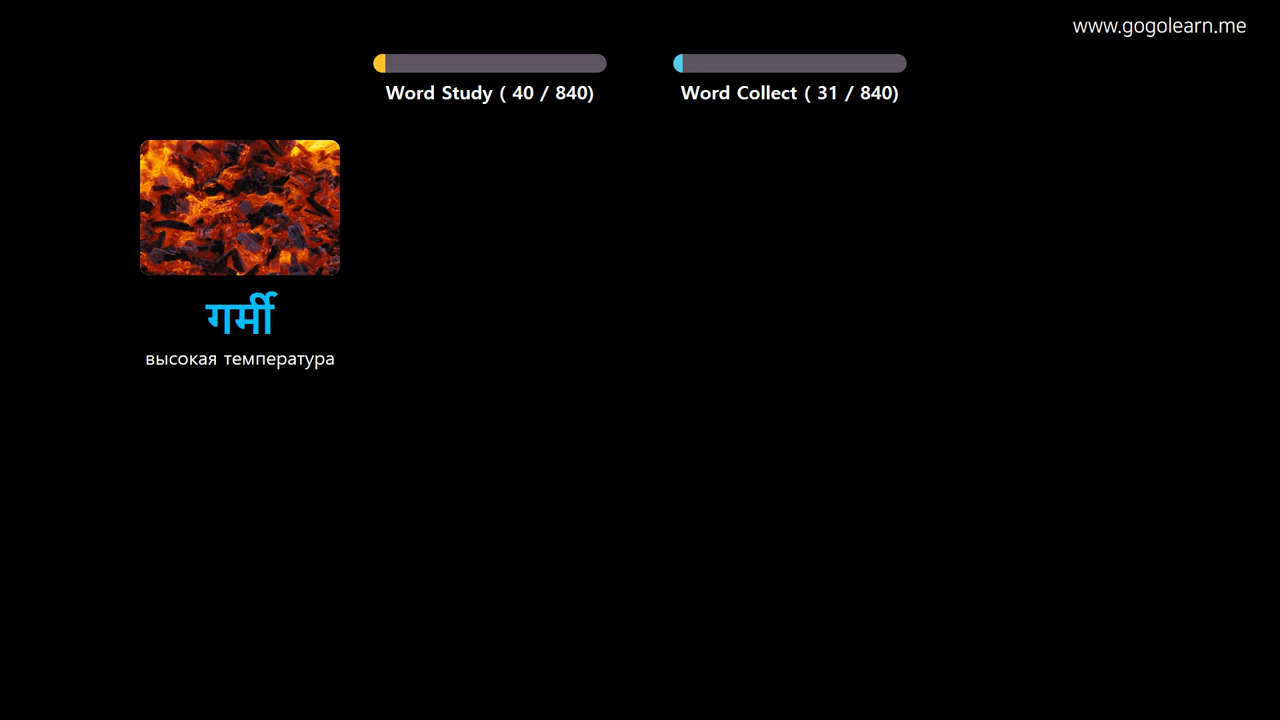 www.gogolearn.me
Word Study ( 40 / 840)
Word Collect ( 31 / 840)
गर्मी
высокая температура